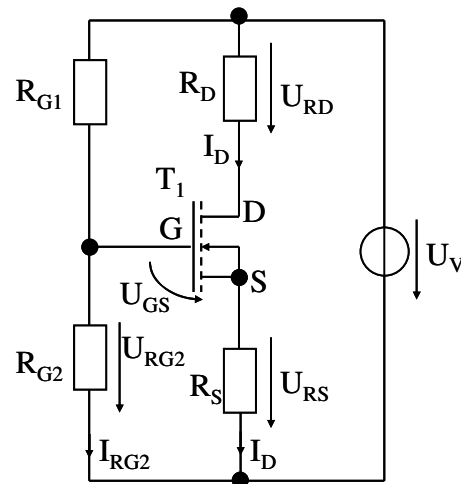 R_G1
R_D
U_RD
I_D
T_1
D
G
U_V
S
U_GS
U_RG2
R_G2
R_S
U_RS
I_RG2
I_D